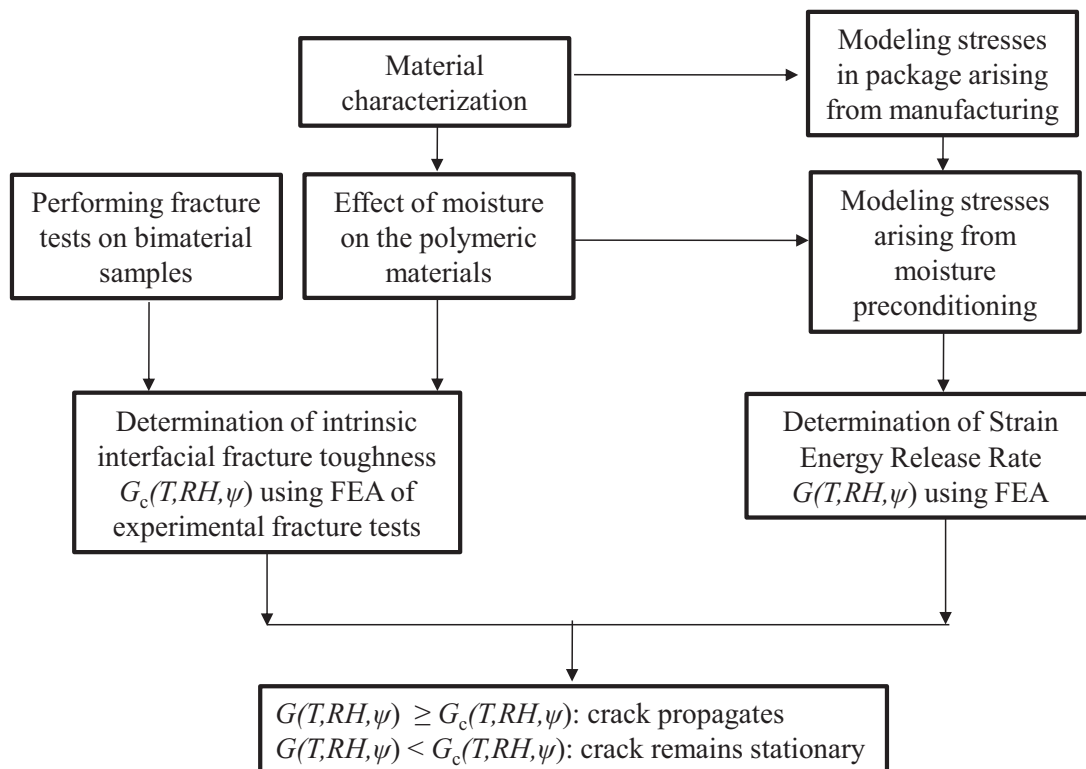 Material
characterization
Modeling stresses
in package arising
from manufacturing
Performing fracture
tests on bimaterial
samples
Effect of moisture
on the polymeric
materials
Modeling stresses
arising from
moisture
preconditioning
Determination of intrinsic
interfacial fracture toughness
Gc(T,RH,ψ) using FEA of
experimental fracture tests
Determination of Strain
Energy Release Rate
G(T,RH,ψ) using FEA
G(T,RH,ψ) ≥ Gc(T,RH,ψ): crack propagates
G(T,RH,ψ) < Gc(T,RH,ψ): crack remains stationary